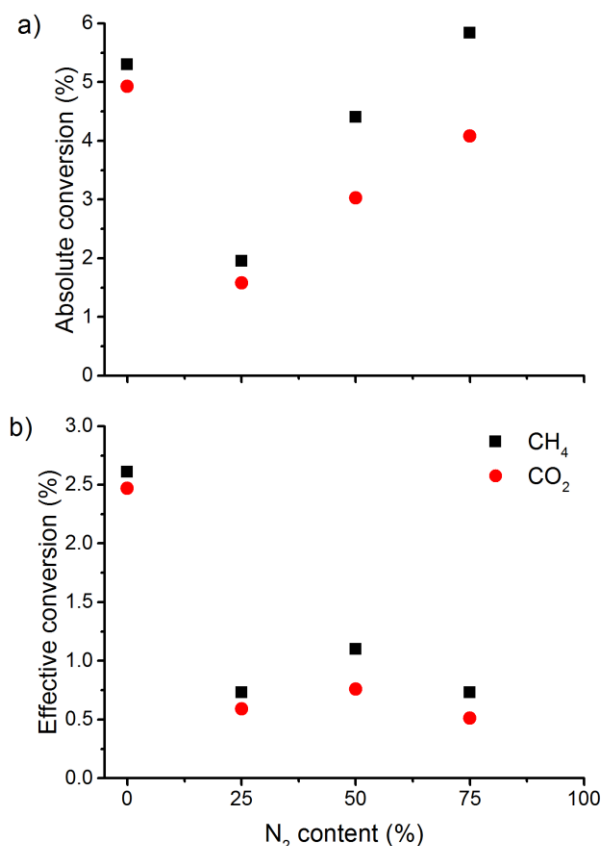 a)
Absolute conversion (%)
6
5
4
3
2
1
0
b)
Effective conversion (%)
3.0
2.5
2.0
1.5
1.0
0.5
0.0
CH₄
CO₂
0 25 50 75 100
N₂ content (%)